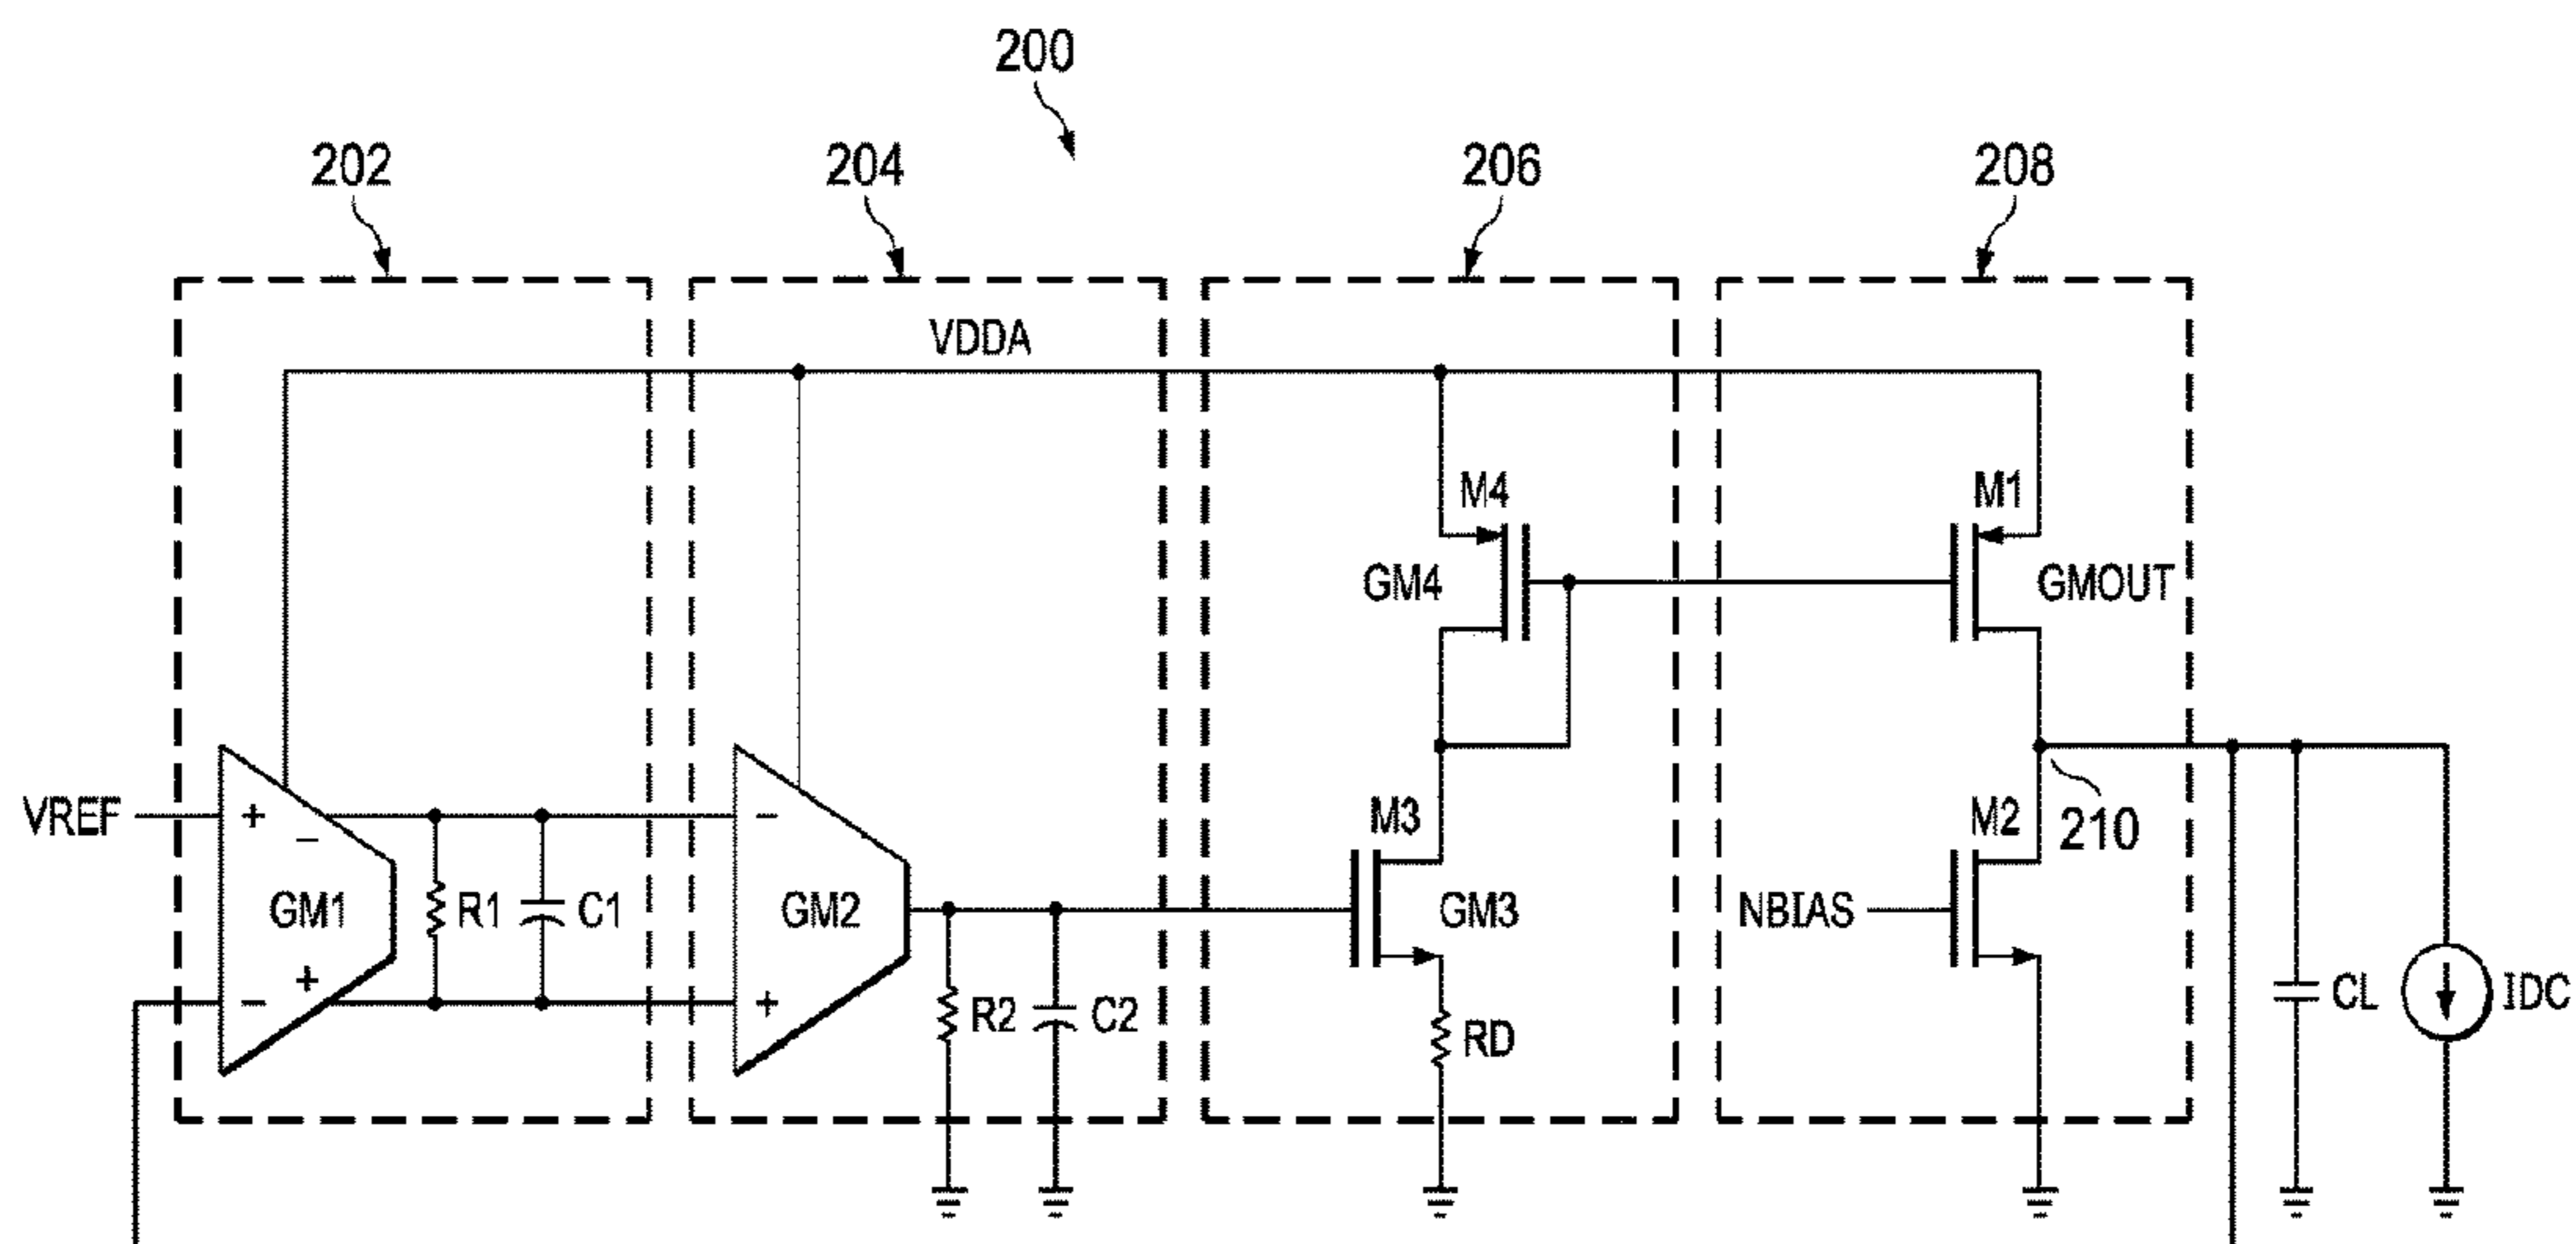 200
202
204
206
208
VDDA
M4
M1
GM4
GMOUT
VREF
+
−
−
M3
M2
210
GM1
R1
C1
GM2
GM3
NBIAS
+
−
+
R2
C2
RD
CL
IDC